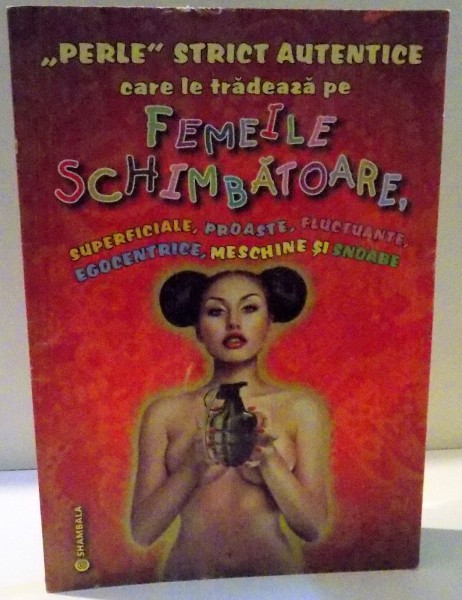 „PERLE” STRICT AUTENTICE
care le trădează pe
FEMEILE
SCHIMBĂTOARE,
SUPERFICIALE, PROASTE, FLUCTUANTE,
EGOCENTRICE, MESCHINE ȘI SNOABE
SHAMBALA